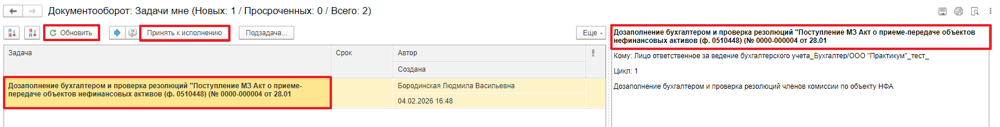 Документооборот: Задачи мне (Новых: 1 / Просроченных: 0 / Всего: 2)
Обновить
Принять к исполнению
Подзадача...
Еще
Задача
Срок
Автор
Создана
Дозаполнение бухгалтером и проверка резолюций "Поступление МЗ Акт о приеме-
передаче объектов нефинансовых активов (ф. 0510448) (№ 0000-000004 от 28.01
Бородинская Людмила Васильевна
04.02.2026 16:48
Дозаполнение бухгалтером и проверка резолюций "Поступление МЗ Акт о приеме-передаче объектов
нефинансовых активов (ф. 0510448) (№ 0000-000004 от 28.01
Кому: Лицо ответственное за ведение бухгалтерского учета_Бухгалтер/ООО "Практикум"_тест_
Цикл: 1
Дозаполнение бухгалтером и проверка резолюций членов комиссии по объекту НФА